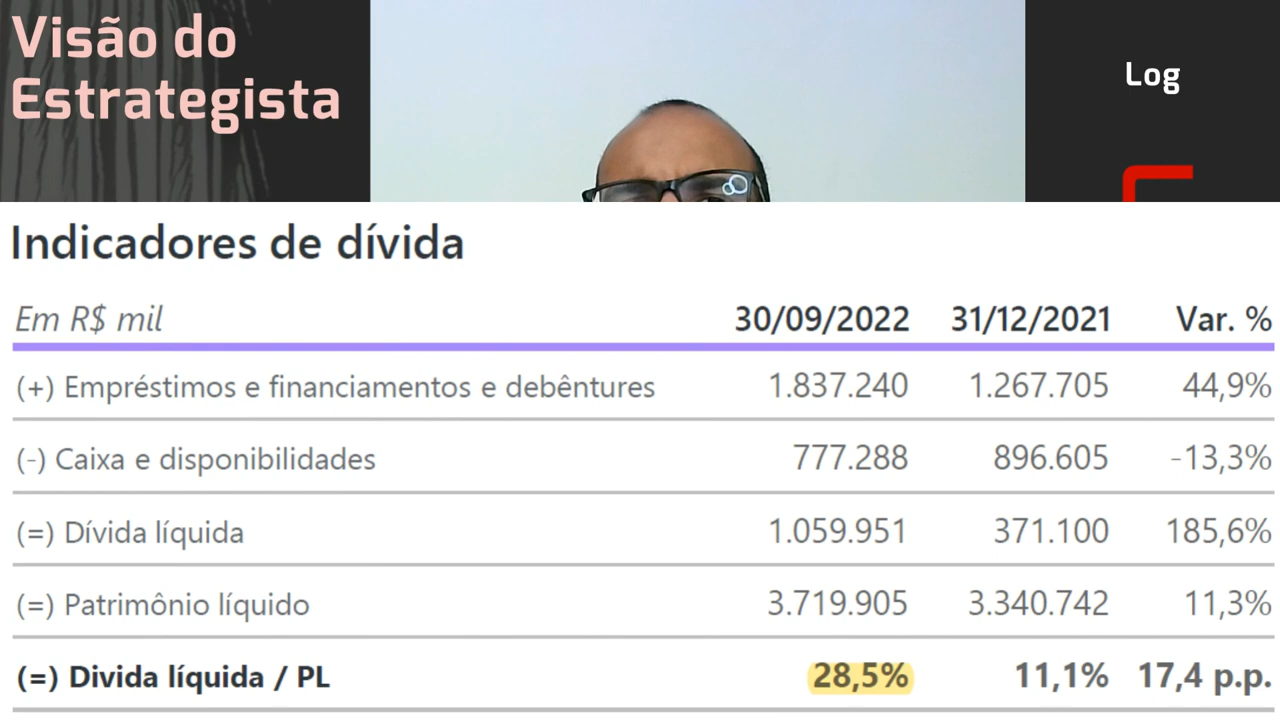 Visão do
Estrategista
Log
Indicadores de dívida
Em R$ mil 30/09/2022 31/12/2021 Var. %
(+) Empréstimos e financiamentos e debêntures 1.837.240 1.267.705 44,9%
(-) Caixa e disponibilidades 777.288 896.605 -13,3%
(=) Dívida líquida 1.059.951 371.100 185,6%
(=) Patrimônio líquido 3.719.905 3.340.742 11,3%
(=) Divida líquida / PL 28,5% 11,1% 17,4 p.p.